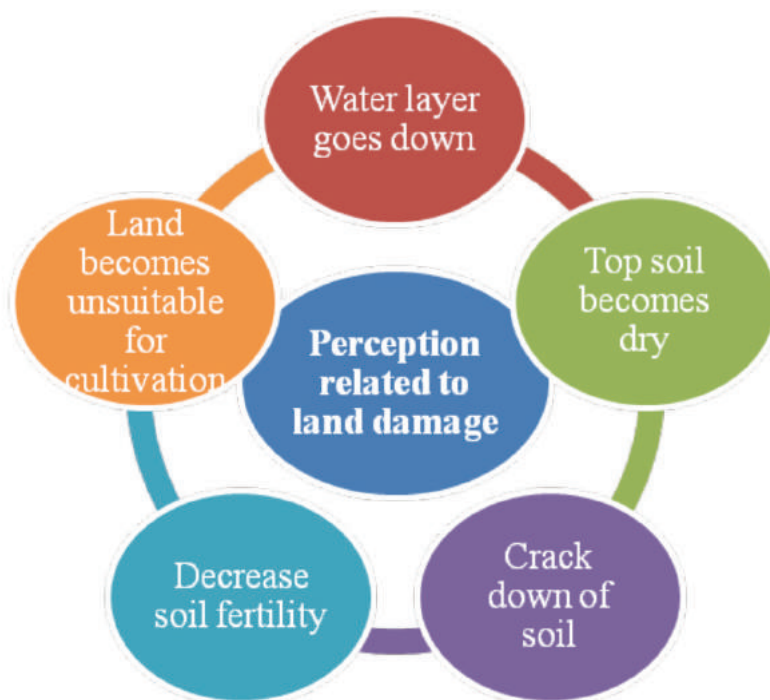 Water layer
goes down
Top soil
becomes
dry
Crack
down of
soil
Decrease
soil fertility
Land
becomes
unsuitable
for
cultivation
Perception
related to
land damage